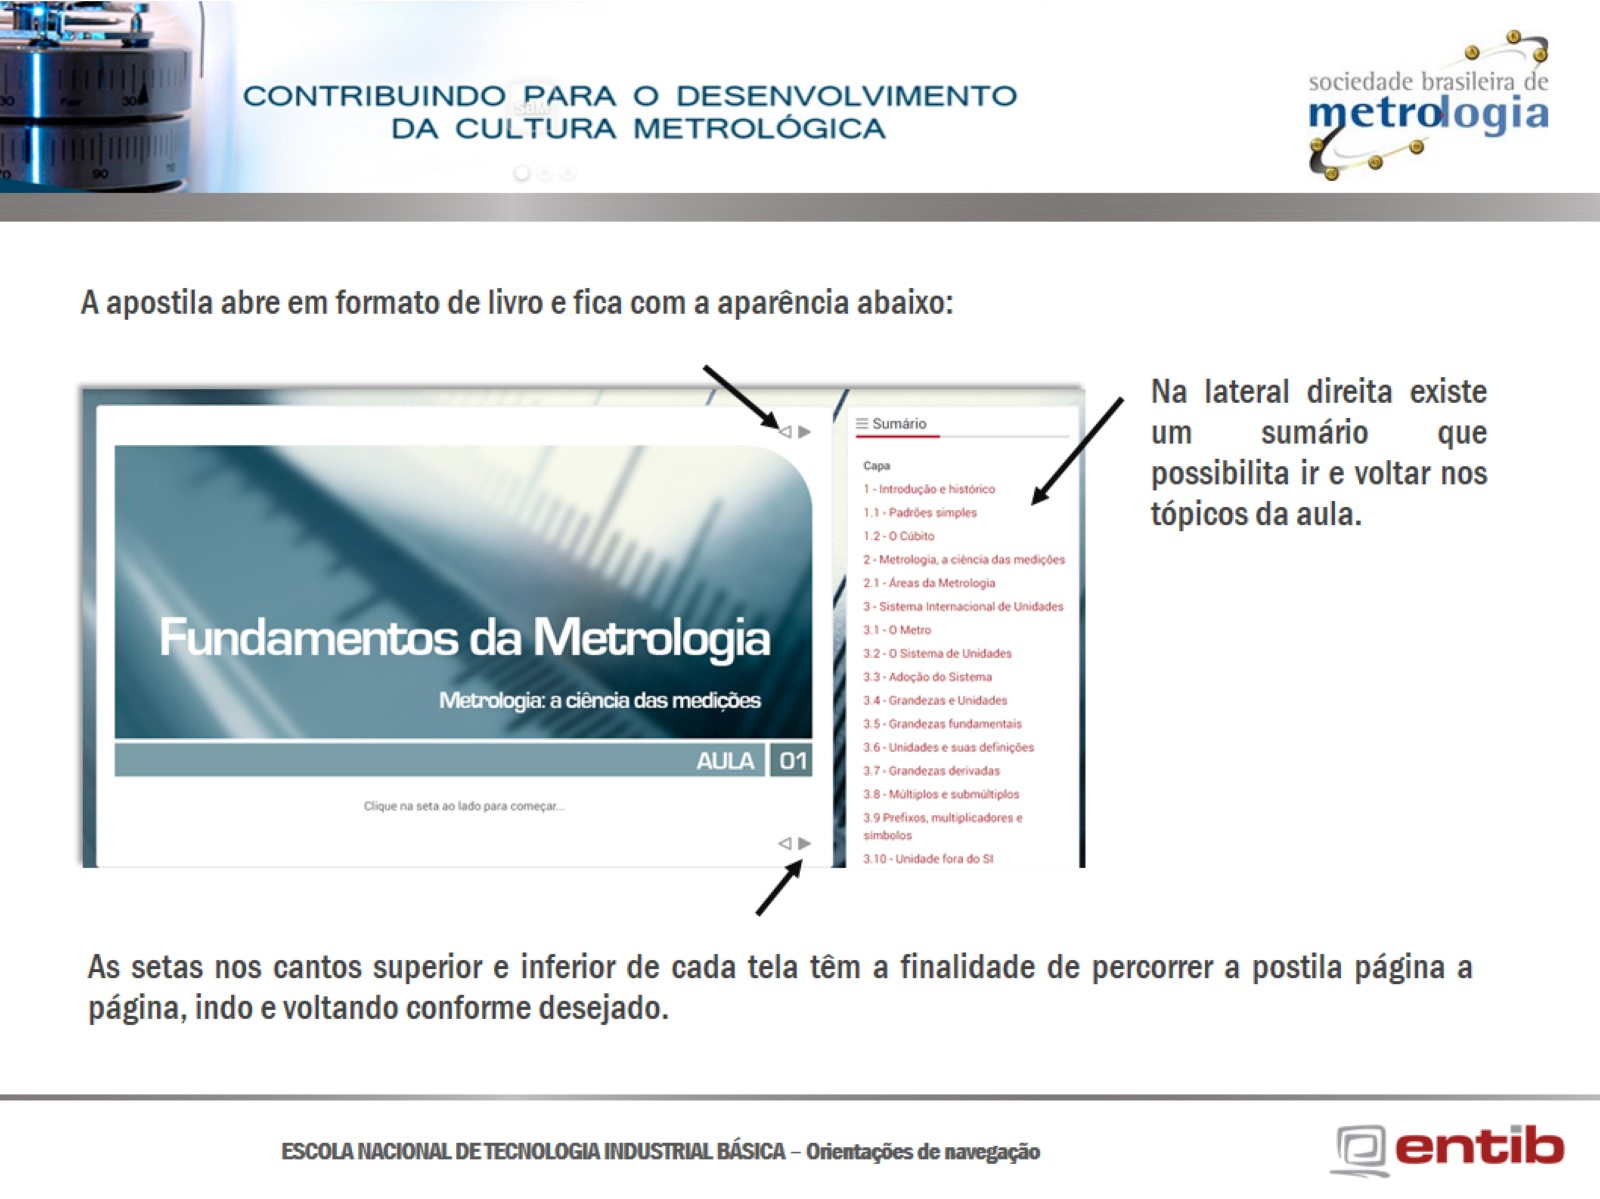 CONTRIBUINDO PARA O DESENVOLVIMENTO
DA CULTURA METROLÓGICA
SBM
sociedade brasileira de
metrologia
30 Fair 30
70 90 110
A apostila abre em formato de livro e fica com a aparência abaixo:
Na lateral direita existe
um sumário que
possibilita ir e voltar nos
tópicos da aula.
Fundamentos da Metrologia
Metrologia: a ciência das medições
AULA 01
Clique na seta ao lado para começar...
Sumário
Capa
1 - Introdução e histórico
1.1 - Padrões simples
1.2 - O Cúbito
2 - Metrologia, a ciência das medições
2.1 - Áreas da Metrologia
3 - Sistema Internacional de Unidades
3.1 - O Metro
3.2 - O Sistema de Unidades
3.3 - Adoção do Sistema
3.4 - Grandezas e Unidades
3.5 - Grandezas fundamentais
3.6 - Unidades e suas definições
3.7 - Grandezas derivadas
3.8 - Múltiplos e submúltiplos
3.9 Prefixos, multiplicadores e
símbolos
3.10 - Unidade fora do SI
As setas nos cantos superior e inferior de cada tela têm a finalidade de percorrer a postila página a
página, indo e voltando conforme desejado.
ESCOLA NACIONAL DE TECNOLOGIA INDUSTRIAL BÁSICA – Orientações de navegação
entib